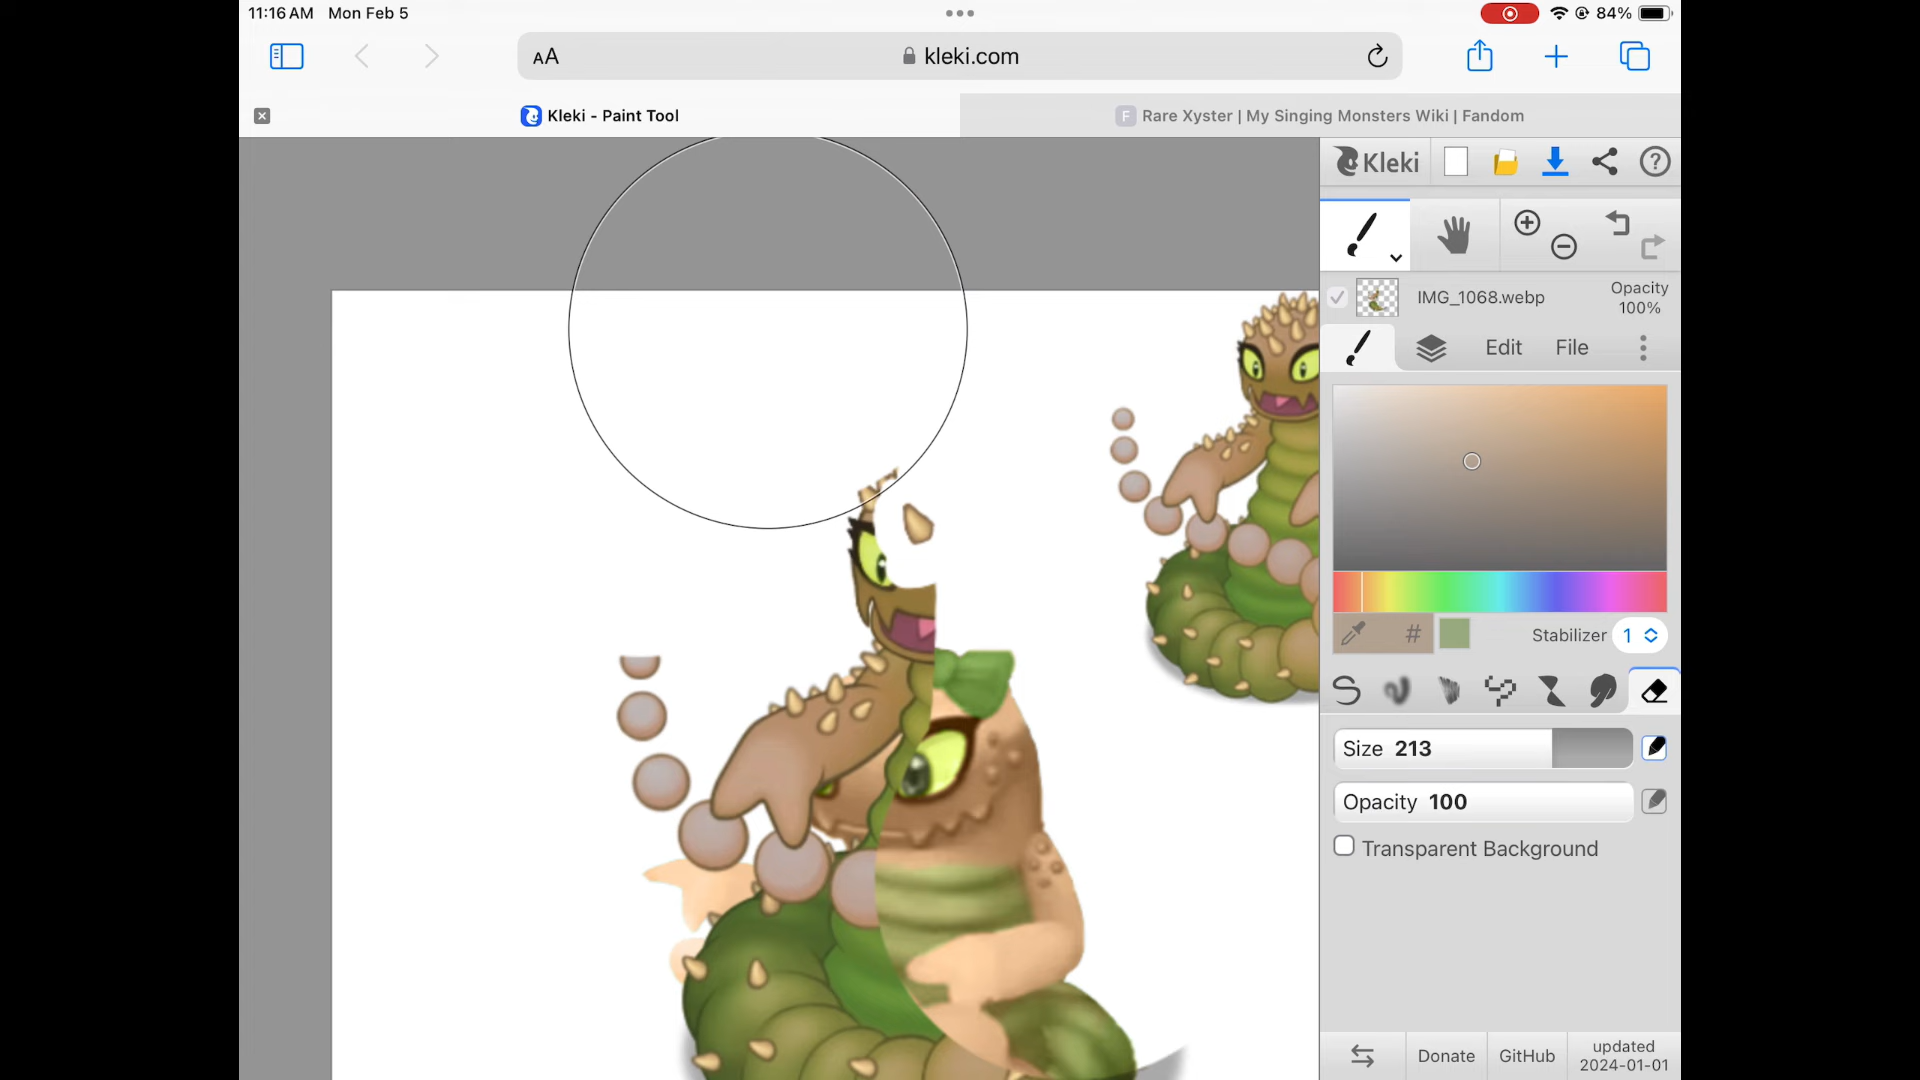 11:16 AM Mon Feb 5
84%
AA
kleki.com
Kleki - Paint Tool
F Rare Xyster | My Singing Monsters Wiki | Fandom
Kleki
?
IMG_1068.webp
Opacity
100%
Edit
File
#
Stabilizer 1
Size 213
Opacity 100
Transparent Background
Donate
GitHub
updated
2024-01-01